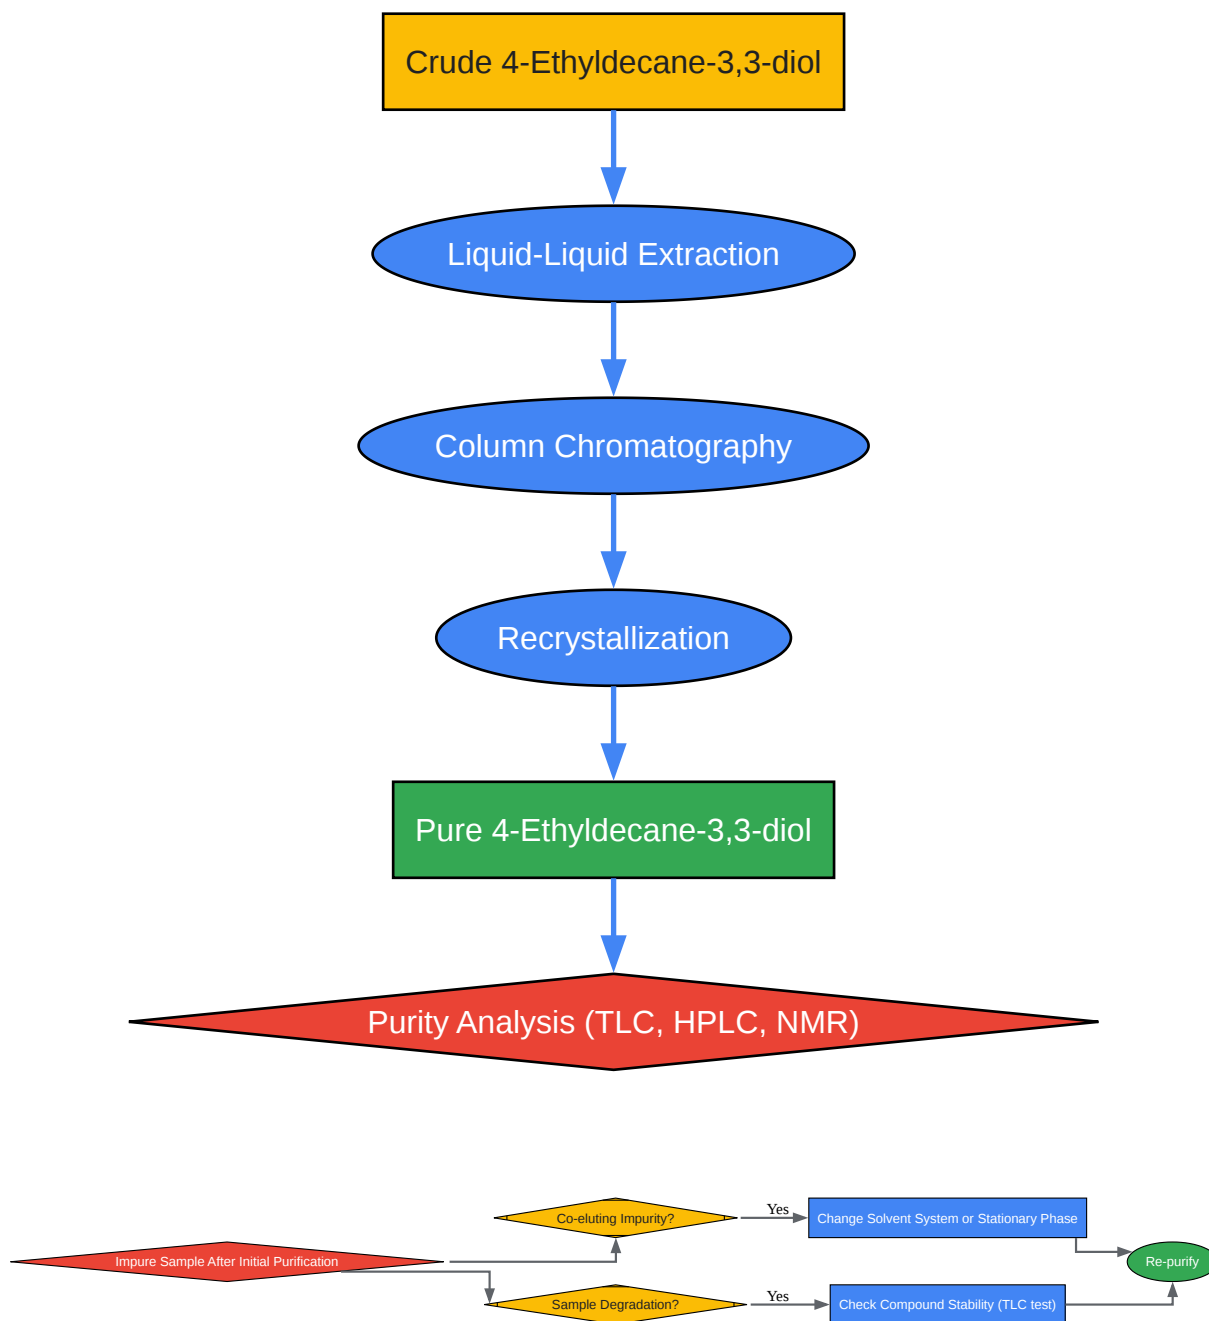 Crude 4-Ethyldecane-3,3-diol
Liquid-Liquid Extraction
Column Chromatography
Recrystallization
Pure 4-Ethyldecane-3,3-diol
Purity Analysis (TLC, HPLC, NMR)
Co-eluting Impurity?
Yes
Change Solvent System or Stationary Phase
Impure Sample After Initial Purification
Re-purify
Sample Degradation?
Yes
Check Compound Stability (TLC test)